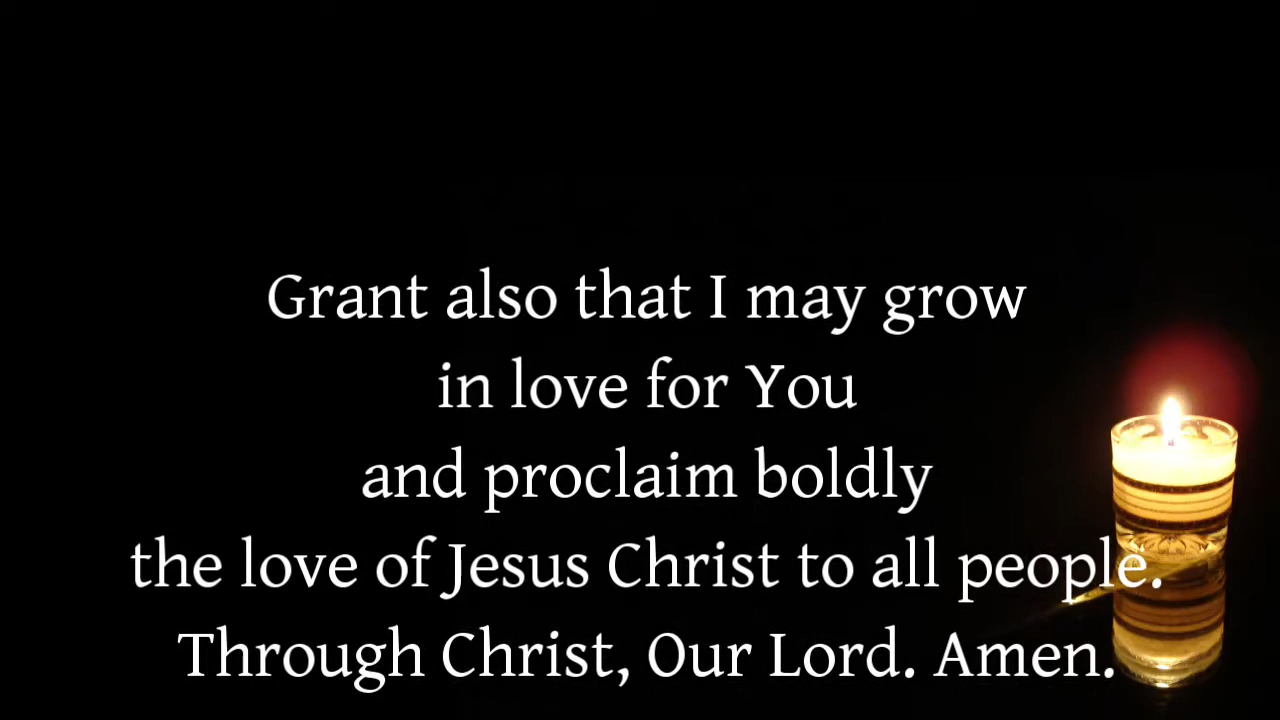 Grant also that I may grow
in love for You
and proclaim boldly
the love of Jesus Christ to all people.
Through Christ, Our Lord. Amen.